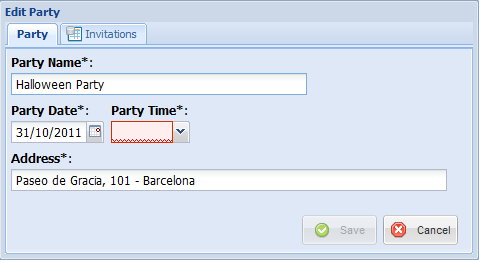 Edit Party
Party Invitations
Party Name*:
Halloween Party
Party Date*: Party Time*:
31/10/2011
Address*:
Paseo de Gracia, 101 - Barcelona
Save Cancel